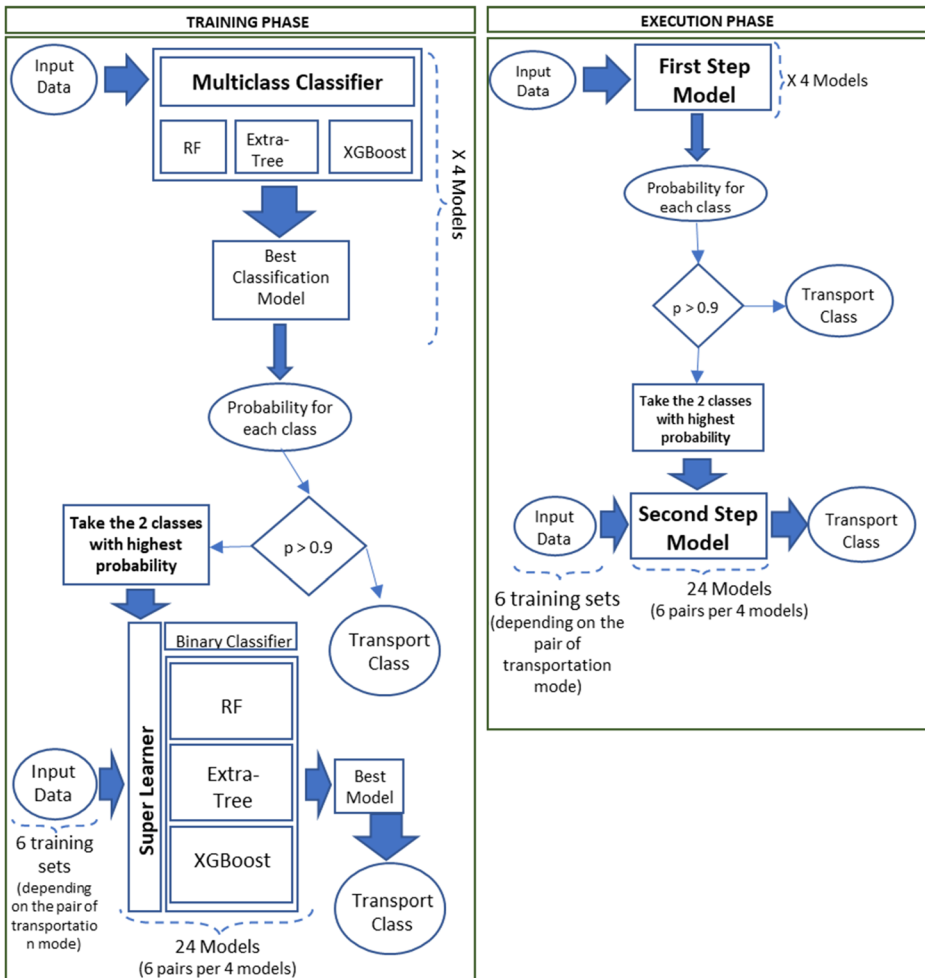 TRAINING PHASE
Input
Data
Multiclass Classifier
RF
Extra-
Tree
XGBoost
X 4 Models
Best
Classification
Model
Probability for
each class
p > 0.9
Take the 2 classes
with highest
probability
Transport
Class
Super Learner
Binary Classifier
RF
Extra-
Tree
XGBoost
Input
Data
6 training
sets
(depending
on the pair of
transportatio
n mode)
24 Models
(6 pairs per 4 models)
Best
Model
Transport
Class
EXECUTION PHASE
Input
Data
First Step
Model
X 4 Models
Probability for
each class
p > 0.9
Transport
Class
Take the 2 classes
with highest
probability
Input
Data
Second Step
Model
Transport
Class
6 training sets
(depending on the
pair of
transportation
mode)
24 Models
(6 pairs per 4 models)